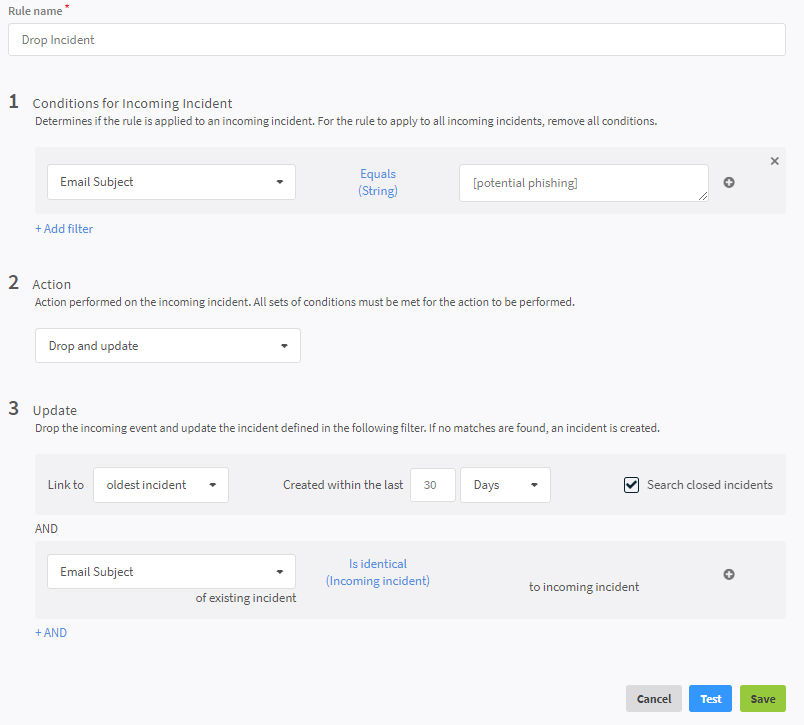 Rule name *
Drop Incident
1 Conditions for Incoming Incident
Determines if the rule is applied to an incoming incident. For the rule to apply to all incoming incidents, remove all conditions.
Email Subject
Equals
(String)
[potential phishing]
+ Add filter
2 Action
Action performed on the incoming incident. All sets of conditions must be met for the action to be performed.
Drop and update
3 Update
Drop the incoming event and update the incident defined in the following filter. If no matches are found, an incident is created.
Link to oldest incident Created within the last 30 Days Search closed incidents
AND
Email Subject
Is identical
(Incoming incident)
of existing incident
to incoming incident
+ AND
Cancel Test Save